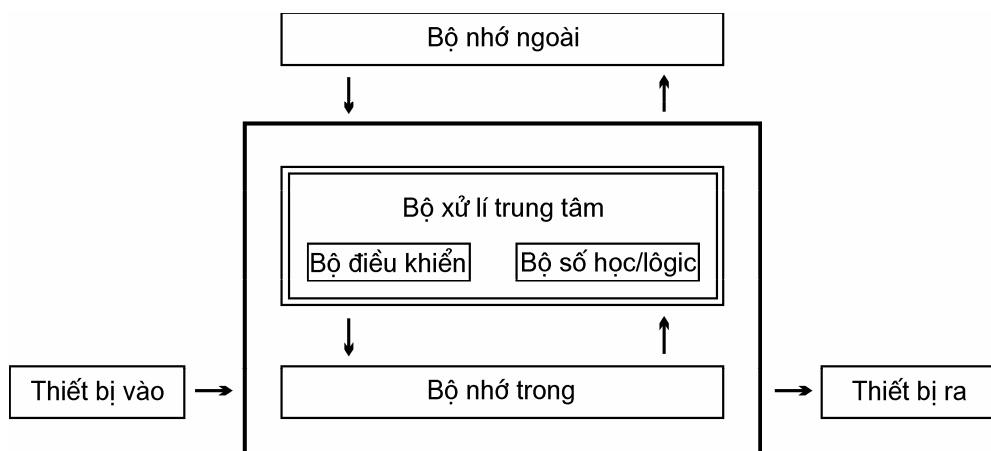 Bộ nhớ ngoài
Bộ xử lí trung tâm
Bộ điều khiển
Bộ số học/lôgic
Thiết bị vào
Bộ nhớ trong
Thiết bị ra